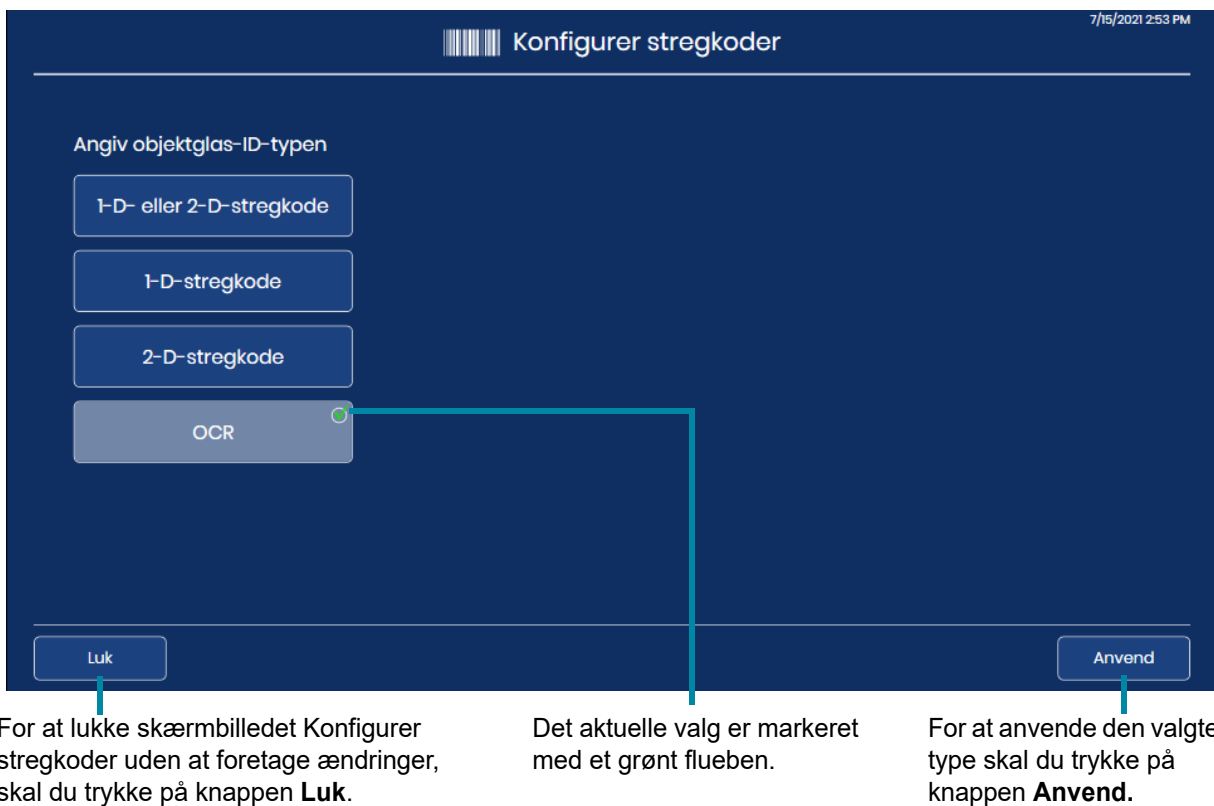 7/15/2021 2:53 PM
Konfigurer stregkoder
Angiv objektglas-ID-typen
1-D- eller 2-D-stregkode
1-D-stregkode
2-D-stregkode
OCR
Luk
Anvend
For at lukke skærmbilledet Konfigurer
stregkoder uden at foretage ændringer,
skal du trykke på knappen Luk.
Det aktuelle valg er markeret
med et grønt flueben.
For at anvende den valgte
type skal du trykke på
knappen Anvend.